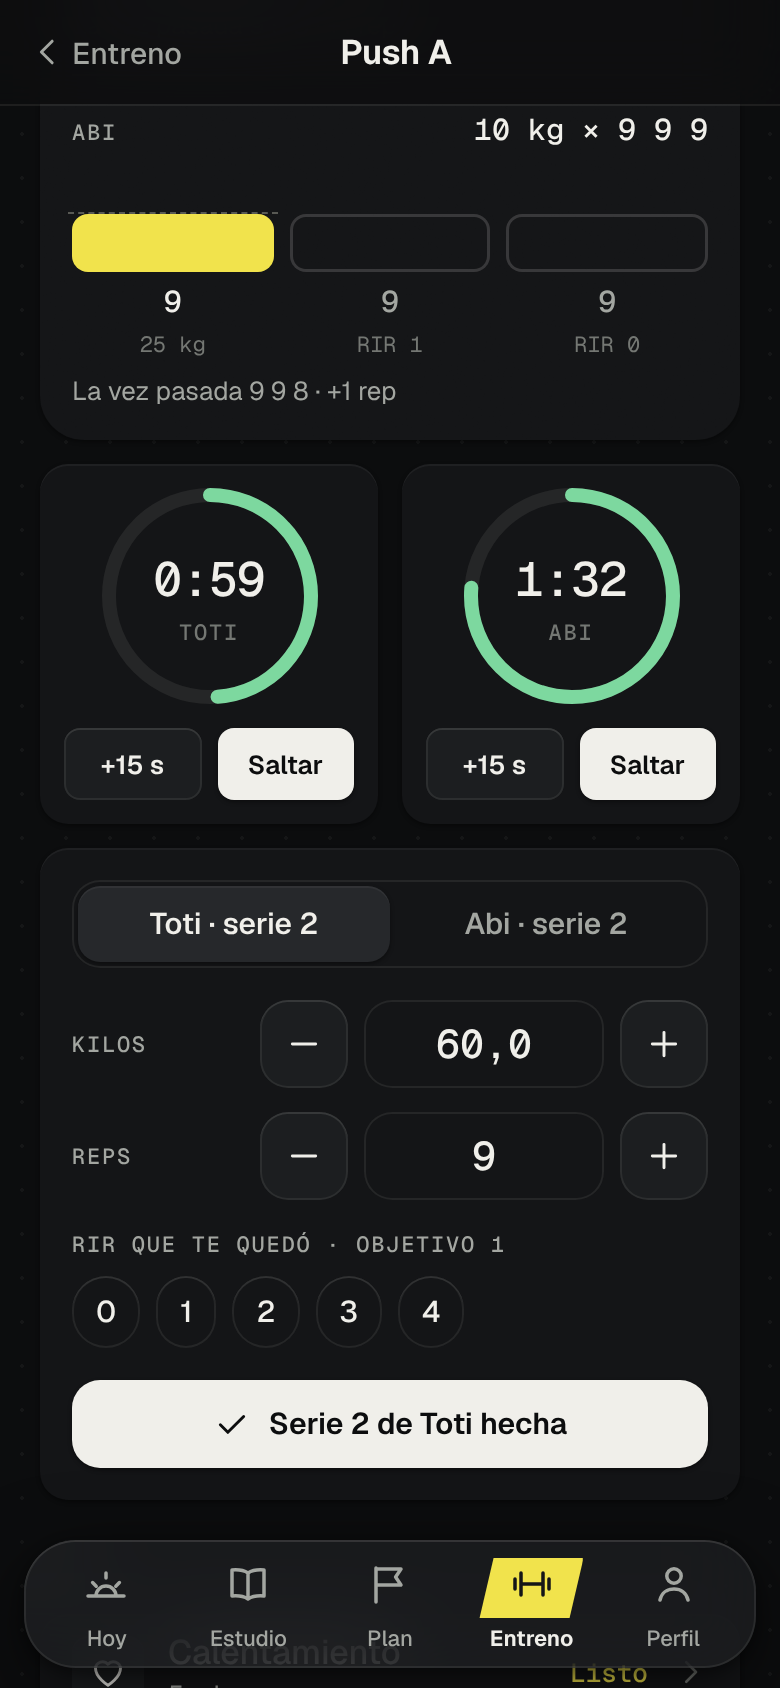 Entreno
Push A
ABI
10 kg × 9 9 9
9 9 9
25 kg RIR 1 RIR 0
La vez pasada 9 9 8 · +1 rep
0:59
TOTI
+15 s Saltar
1:32
ABI
+15 s Saltar
Toti · serie 2 Abi · serie 2
KILOS 60,0
REPS 9
RIR QUE TE QUEDÓ · OBJETIVO 1
0 1 2 3 4
Serie 2 de Toti hecha
Hoy Estudio Plan Entreno Perfil
Calentamiento
Listo